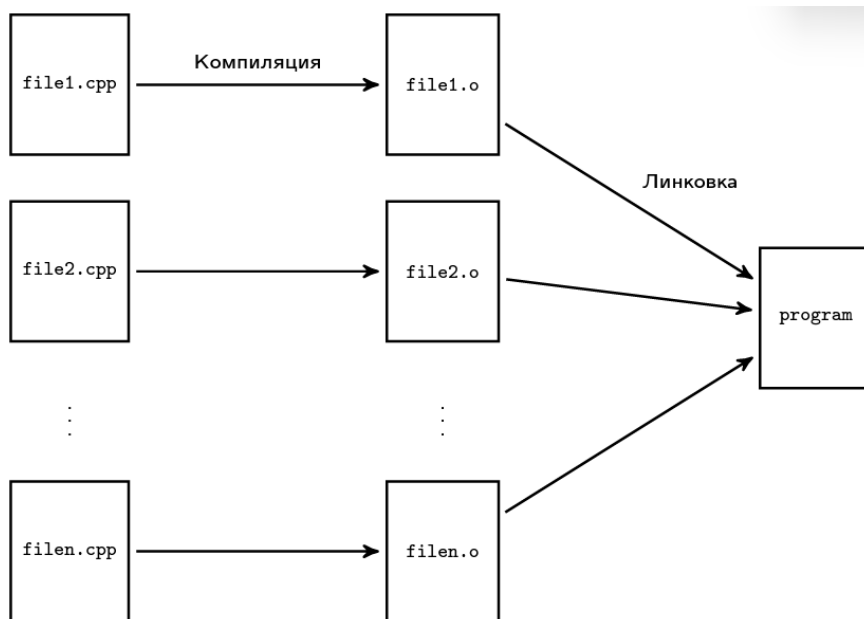 Компиляция
file1.cpp
file1.o
Линковка
file2.cpp
file2.o
program
⋮
⋮
filen.cpp
filen.o